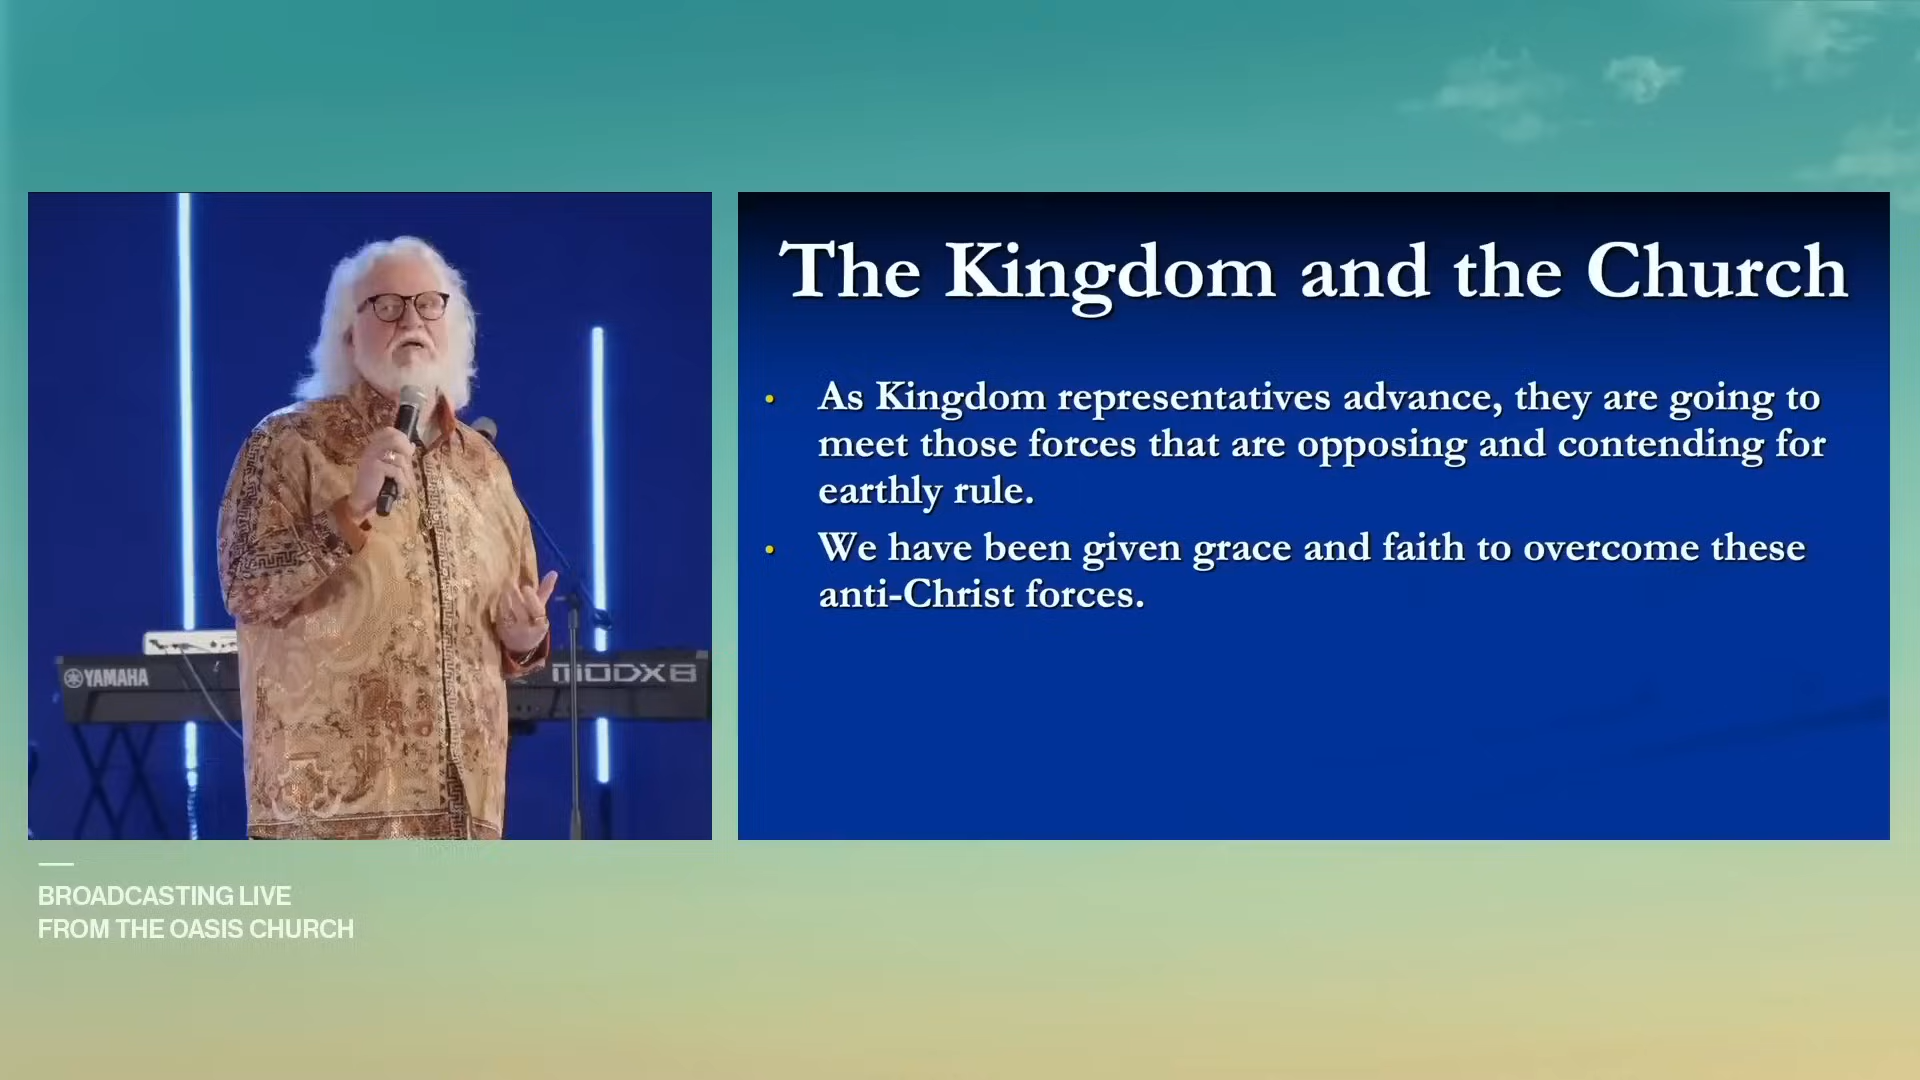 The Kingdom and the Church
• As Kingdom representatives advance, they are going to
meet those forces that are opposing and contending for
earthly rule.
• We have been given grace and faith to overcome these
anti-Christ forces.
YAMAHA
MODX8
BROADCASTING LIVE
FROM THE OASIS CHURCH